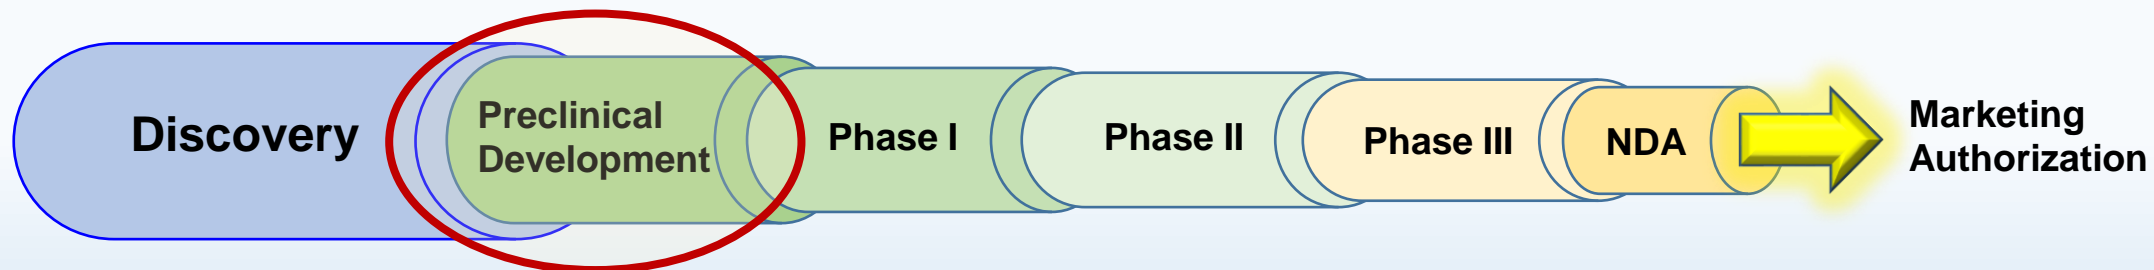 Discovery
Preclinical
Development
Phase I
Phase II
Phase III
NDA
Marketing
Authorization